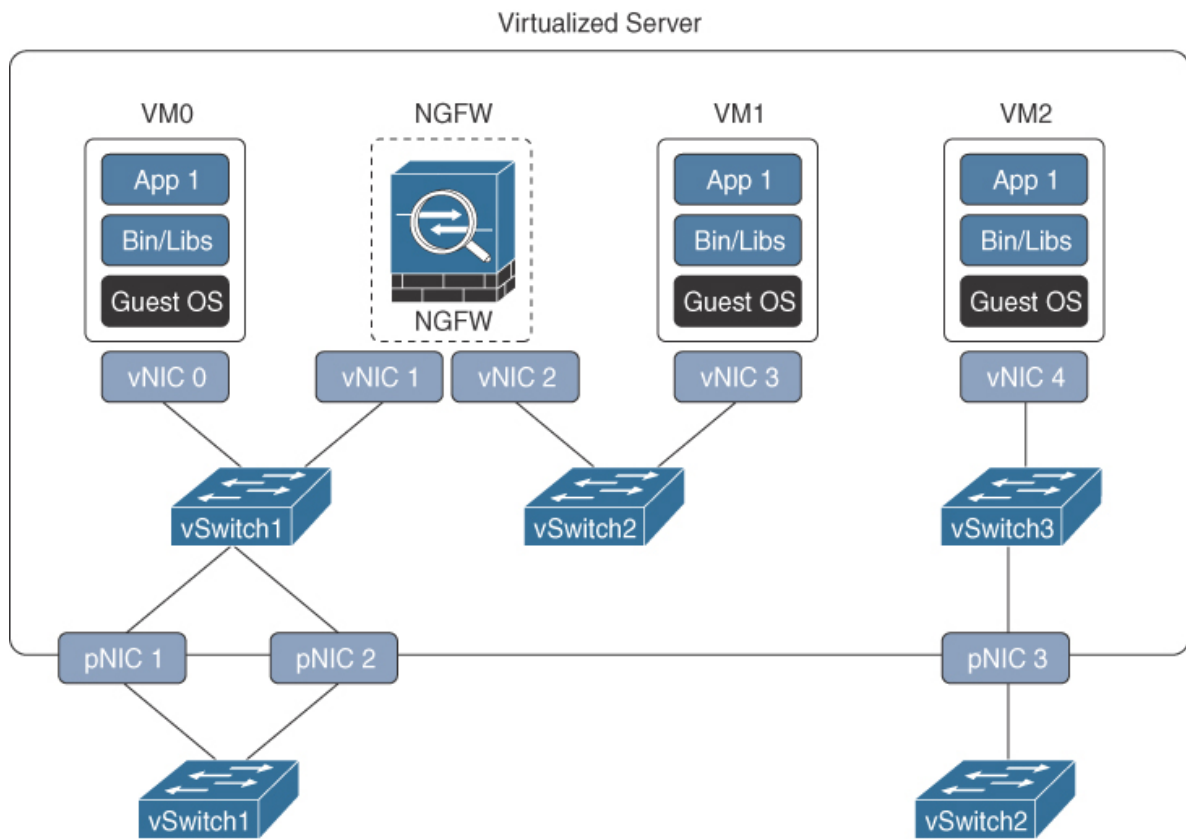 Virtualized Server
VM0
NGFW
VM1
VM2
App 1
App 1
App 1
Bin/Libs
Bin/Libs
Bin/Libs
Guest OS
NGFW
Guest OS
Guest OS
vNIC 0
vNIC 1
vNIC 2
vNIC 3
vNIC 4
vSwitch1
vSwitch2
vSwitch3
pNIC 1
pNIC 2
pNIC 3
vSwitch1
vSwitch2